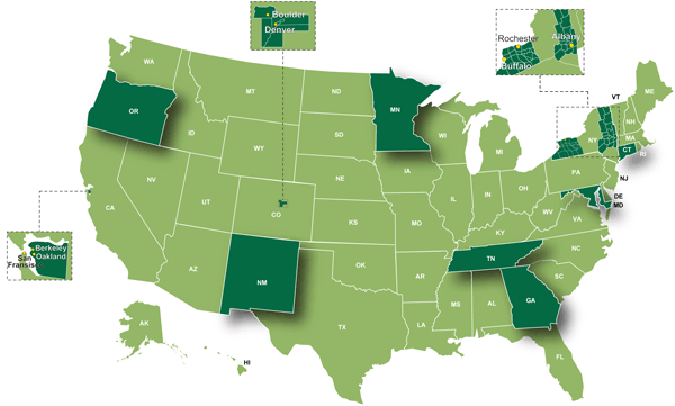 Boulder
Denver
Rochester
Albany
Buffalo
WA
MT
ND
MN
VT
ME
OR
ID
SD
WI
MI
NY
NH
MA
CT
RI
WY
IA
PA
NJ
NV
UT
NE
IL
IN
OH
DE
MD
CA
CO
KS
MO
WV
VA
KY
Berkeley
San
Oakland
Fransisc
AZ
NM
OK
AR
TN
NC
SC
MS
AL
GA
TX
LA
AK
HI
FL